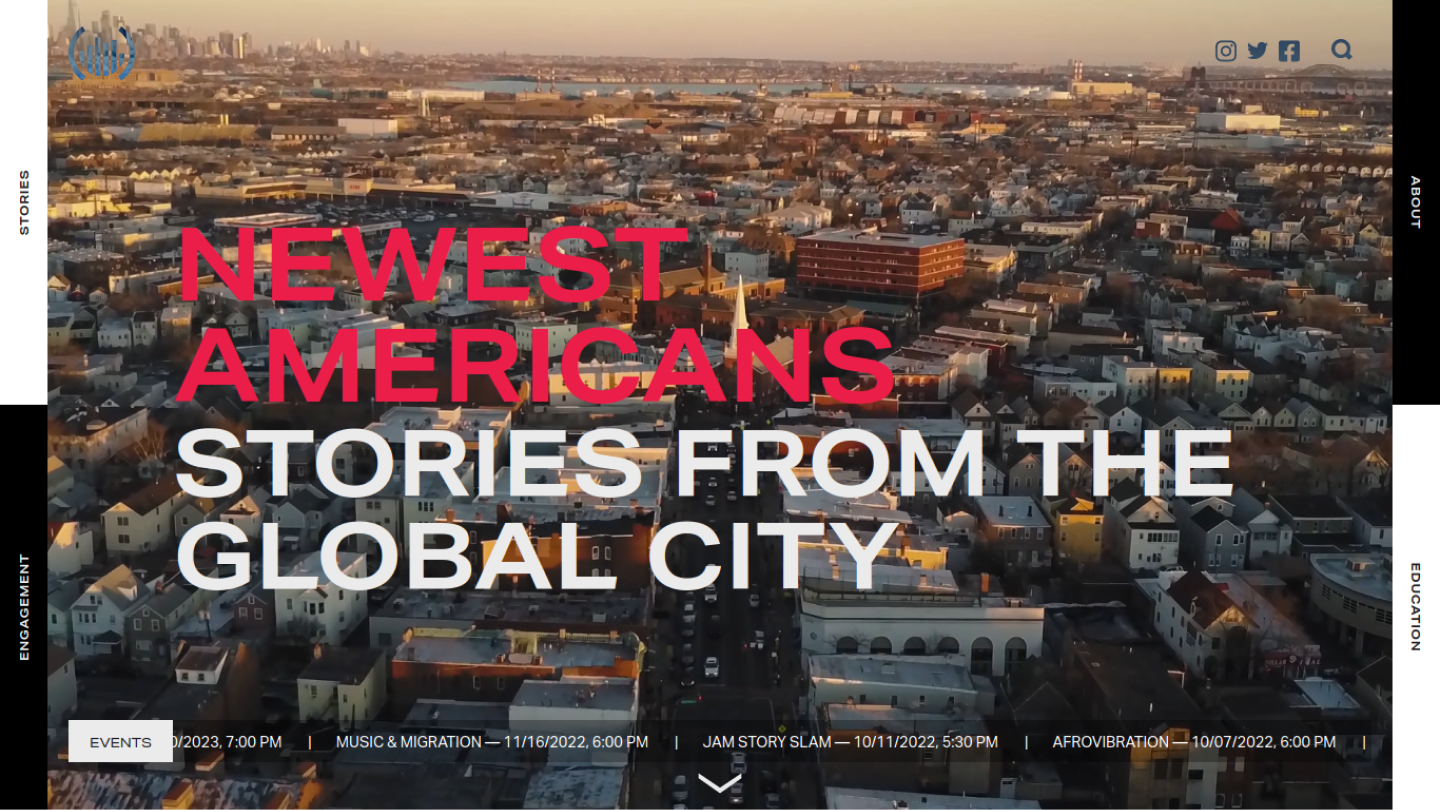 STORIES
ABOUT
NEWEST
AMERICANS
STORIES FROM THE
GLOBAL CITY
ENGAGEMENT
EDUCATION
EVENTS
0/2023, 7:00 PM | MUSIC & MIGRATION — 11/16/2022, 6:00 PM | JAM STORY SLAM — 10/11/2022, 5:30 PM | AFROVIBRATION — 10/07/2022, 6:00 PM |